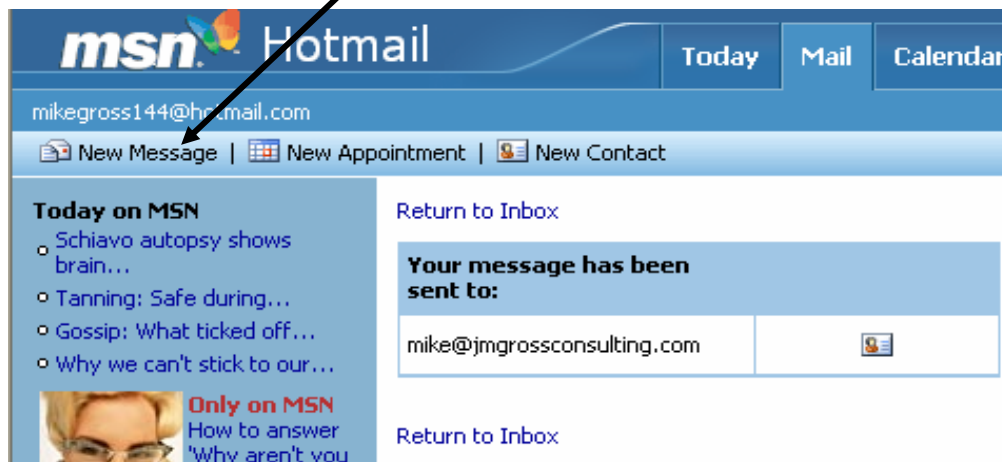 msn Hotmail
Today Mail Calendar
mikegross144@hotmail.com
New Message | New Appointment | New Contact
Today on MSN
Schiavo autopsy shows
brain...
Tanning: Safe during...
Gossip: What ticked off...
Why we can't stick to our...
Only on MSN
How to answer
'Why aren't you
Return to Inbox
Your message has been
sent to:
mike@jmgrossconsulting.com
Return to Inbox